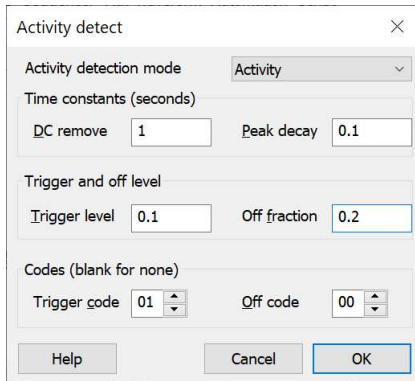 Activity detect
Activity detection mode Activity
Time constants (seconds)
DC remove 1 Peak decay 0.1
Trigger and off level
Trigger level 0.1 Off fraction 0.2
Codes (blank for none)
Trigger code 01 Off code 00
Help Cancel OK